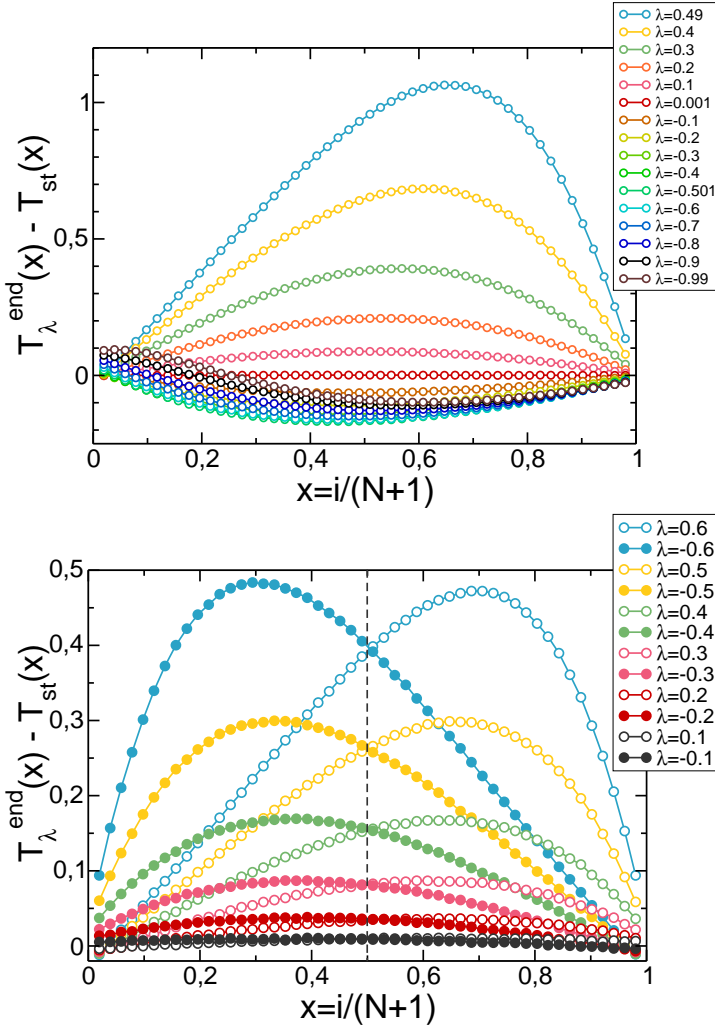 λ=0.49
λ=0.4
λ=0.3
λ=0.2
λ=0.1
λ=0.001
λ=-0.1
λ=-0.2
λ=-0.3
λ=-0.4
λ=-0.501
λ=-0.6
λ=-0.7
λ=-0.8
λ=-0.9
λ=-0.99
1
0,5
0
T_λ^end(x) - T_st(x)
0 0,2 0,4 0,6 0,8 1
x=i/(N+1)
λ=0.6
λ=-0.6
λ=0.5
λ=-0.5
λ=0.4
λ=-0.4
λ=0.3
λ=-0.3
λ=0.2
λ=-0.2
λ=0.1
λ=-0.1
0,5
0,4
0,3
0,2
0,1
0
T_λ^end(x) - T_st(x)
0 0,2 0,4 0,6 0,8 1
x=i/(N+1)